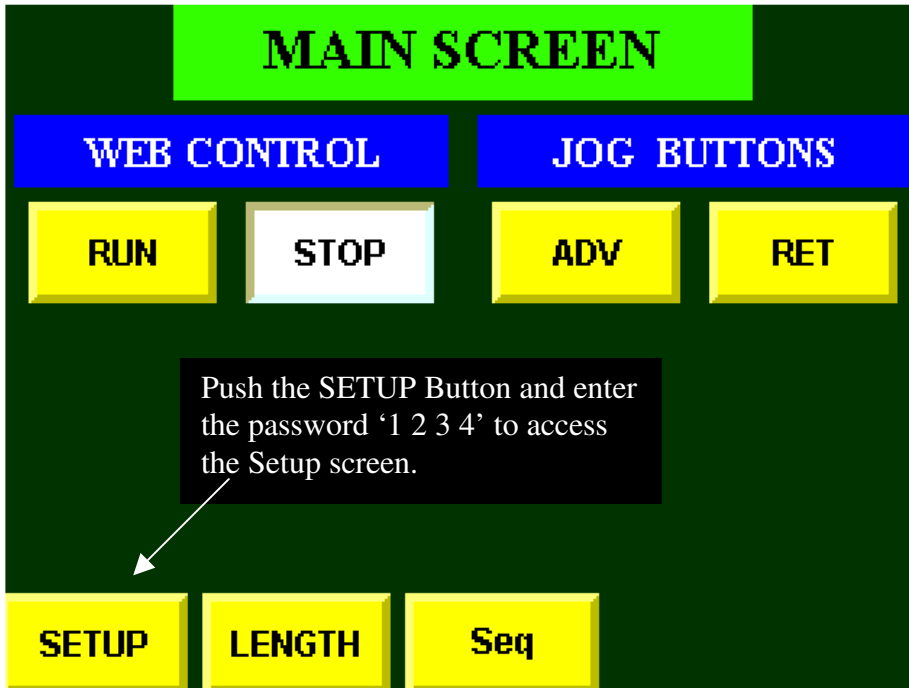 MAIN SCREEN
WEB CONTROL
JOG BUTTONS
RUN
STOP
ADV
RET
Push the SETUP Button and enter
the password ‘1 2 3 4’ to access
the Setup screen.
SETUP
LENGTH
Seq